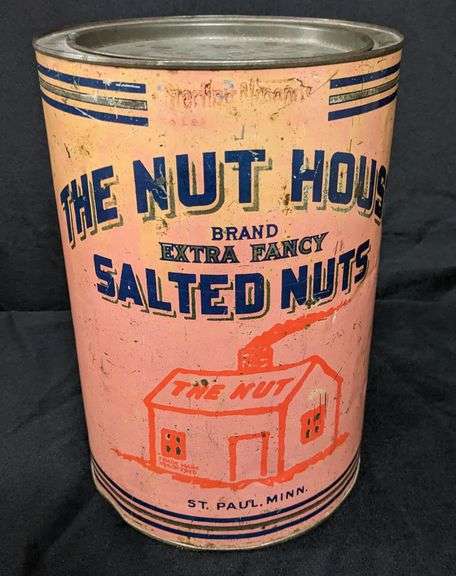 THE NUT HOUS
BRAND
EXTRA FANCY
SALTED NUTS
THE NUT
ST. PAUL. MINN.